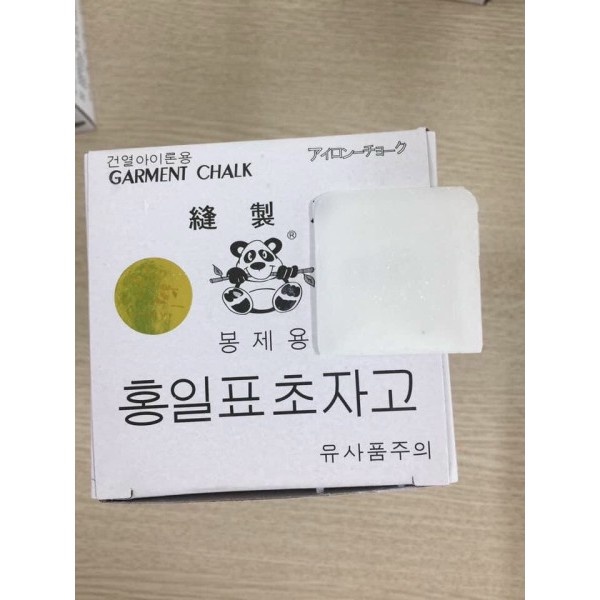 건열아이론용 アイロンーチョーク
GARMENT CHALK
縫製
®
봉제용
홍일표초자고
유사품주의